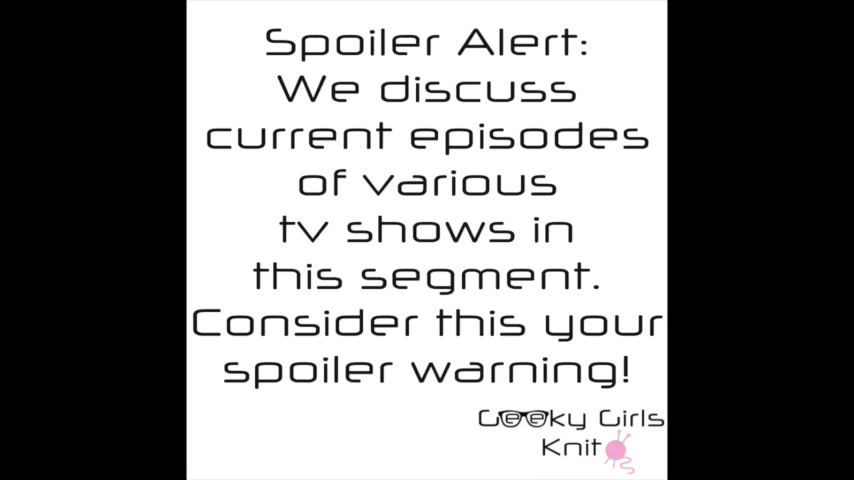 Spoiler Alert:
We discuss
current episodes
of various
tv shows in
this segment.
Consider this your
spoiler warning!
Geeky Girls
Knit